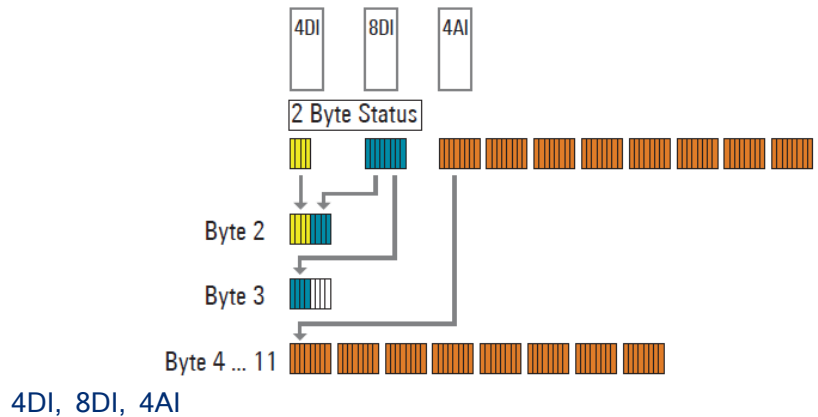 4DI 8DI 4AI
2 Byte Status
Byte 2
Byte 3
Byte 4 ... 11
4DI, 8DI, 4AI